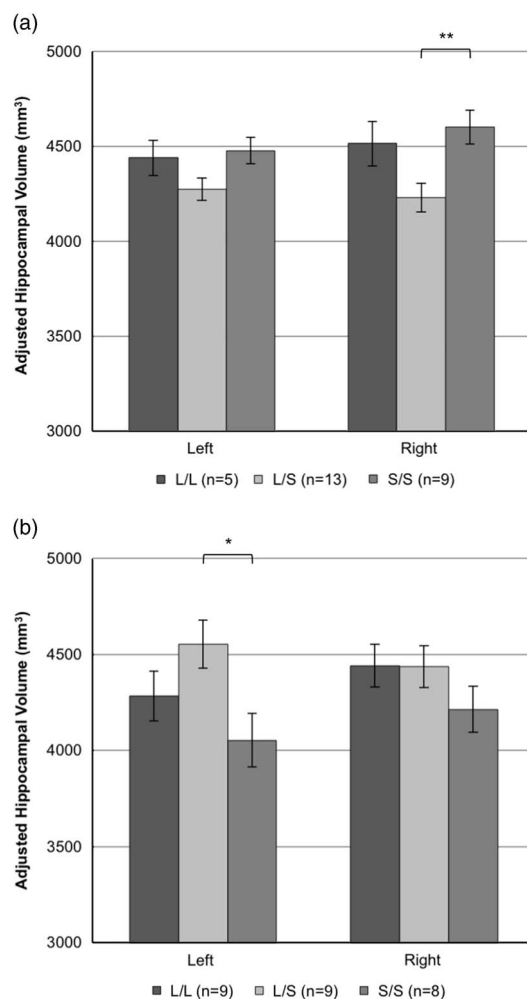 (a)
5000
4500
4000
3500
3000
Adjusted Hippocampal Volume (mm³)
**
Left Right
L/L (n=5) L/S (n=13) S/S (n=9)
(b)
5000
4500
4000
3500
3000
Adjusted Hippocampal Volume (mm³)
*
Left Right
L/L (n=9) L/S (n=9) S/S (n=8)